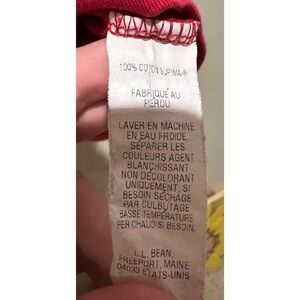 100% COTON SUPIMA®
FABRIQUÉ AU
PÉROU
LAVER EN MACHINE
EN EAU FROIDE,
SÉPARER LES
COULEURS AGENT
BLANCHISSANT
NON DÉCOLORANT
UNIQUEMENT, SI
BESOIN SÉCHAGE
PAR CULBUTAGE
BASSE TEMPÉRATURE
FER CHAUD SI BESOIN.
L.L. BEAN,
FREEPORT, MAINE
04033 ÉTATS-UNIS